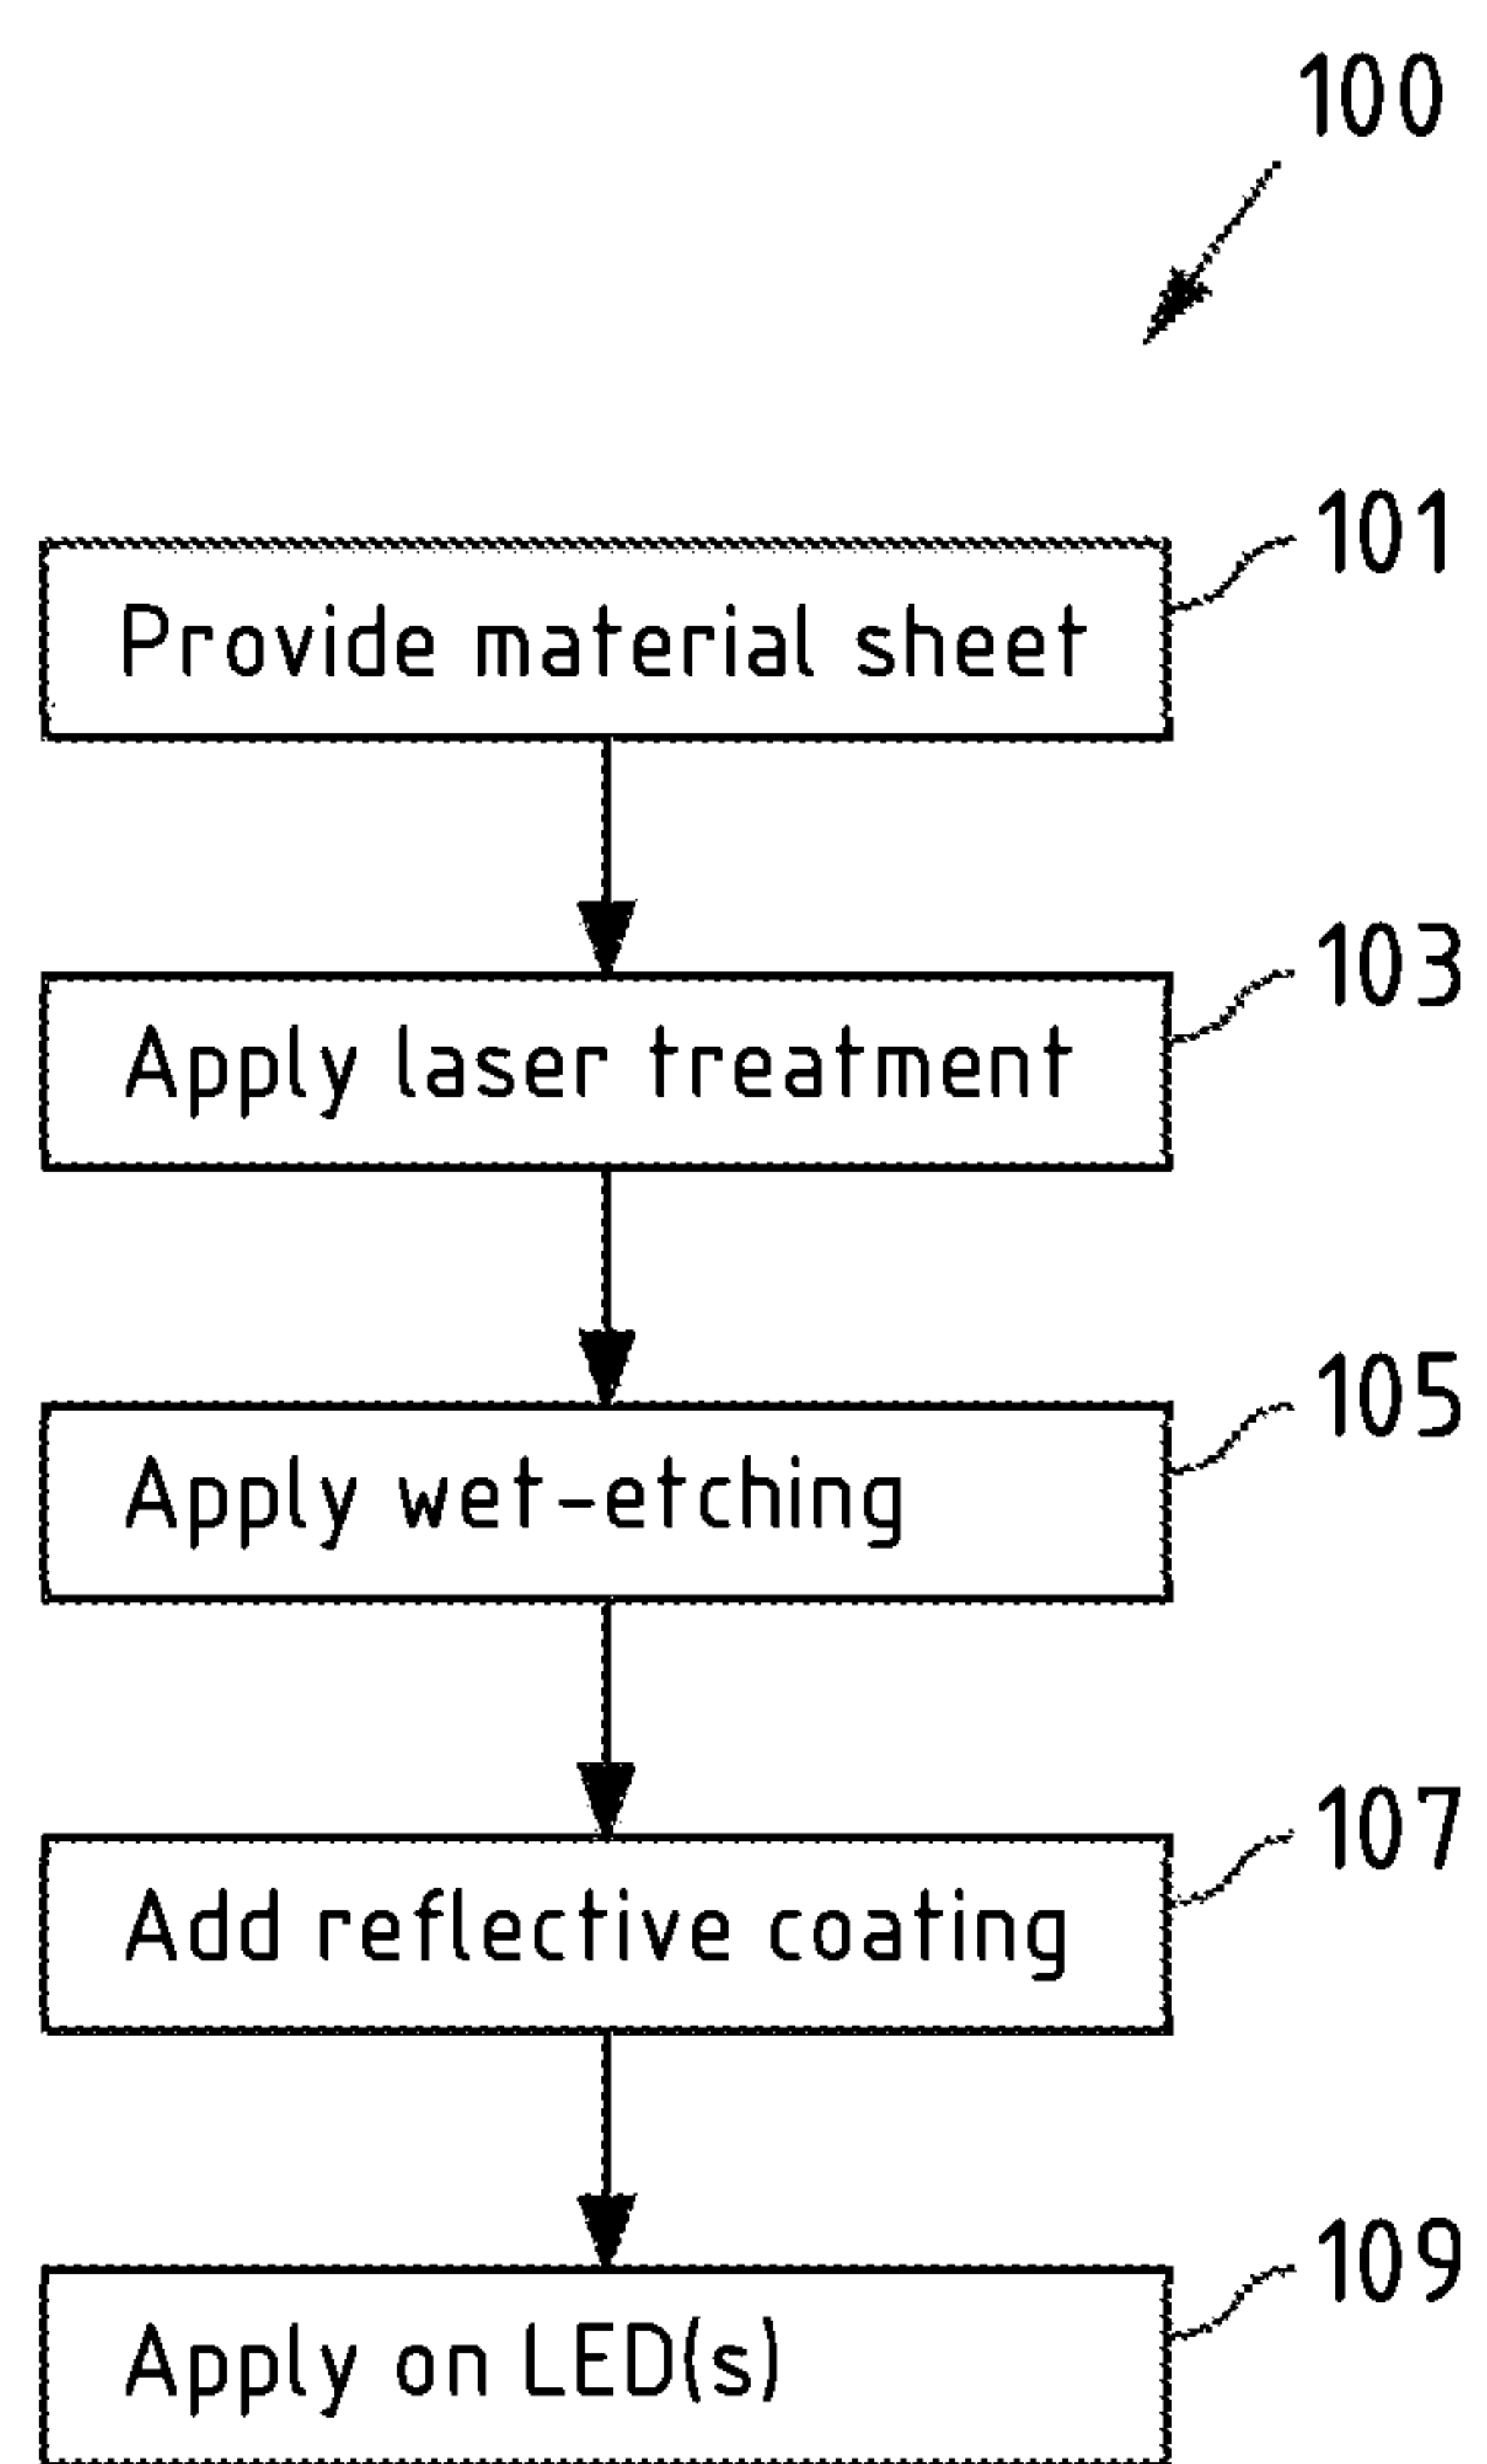 100
101
Provide material sheet
103
Apply laser treatment
105
Apply wet-etching
107
Add reflective coating
109
Apply on LED(s)